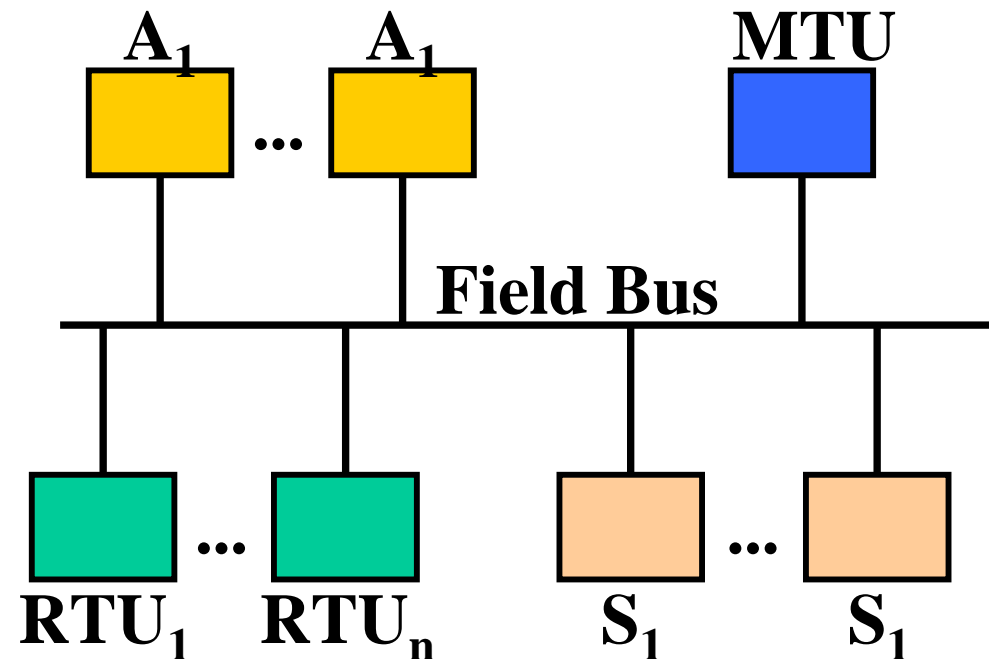 A₁ ... A₁ MTU
Field Bus
... ...
RTU₁ RTUₙ S₁ S₁